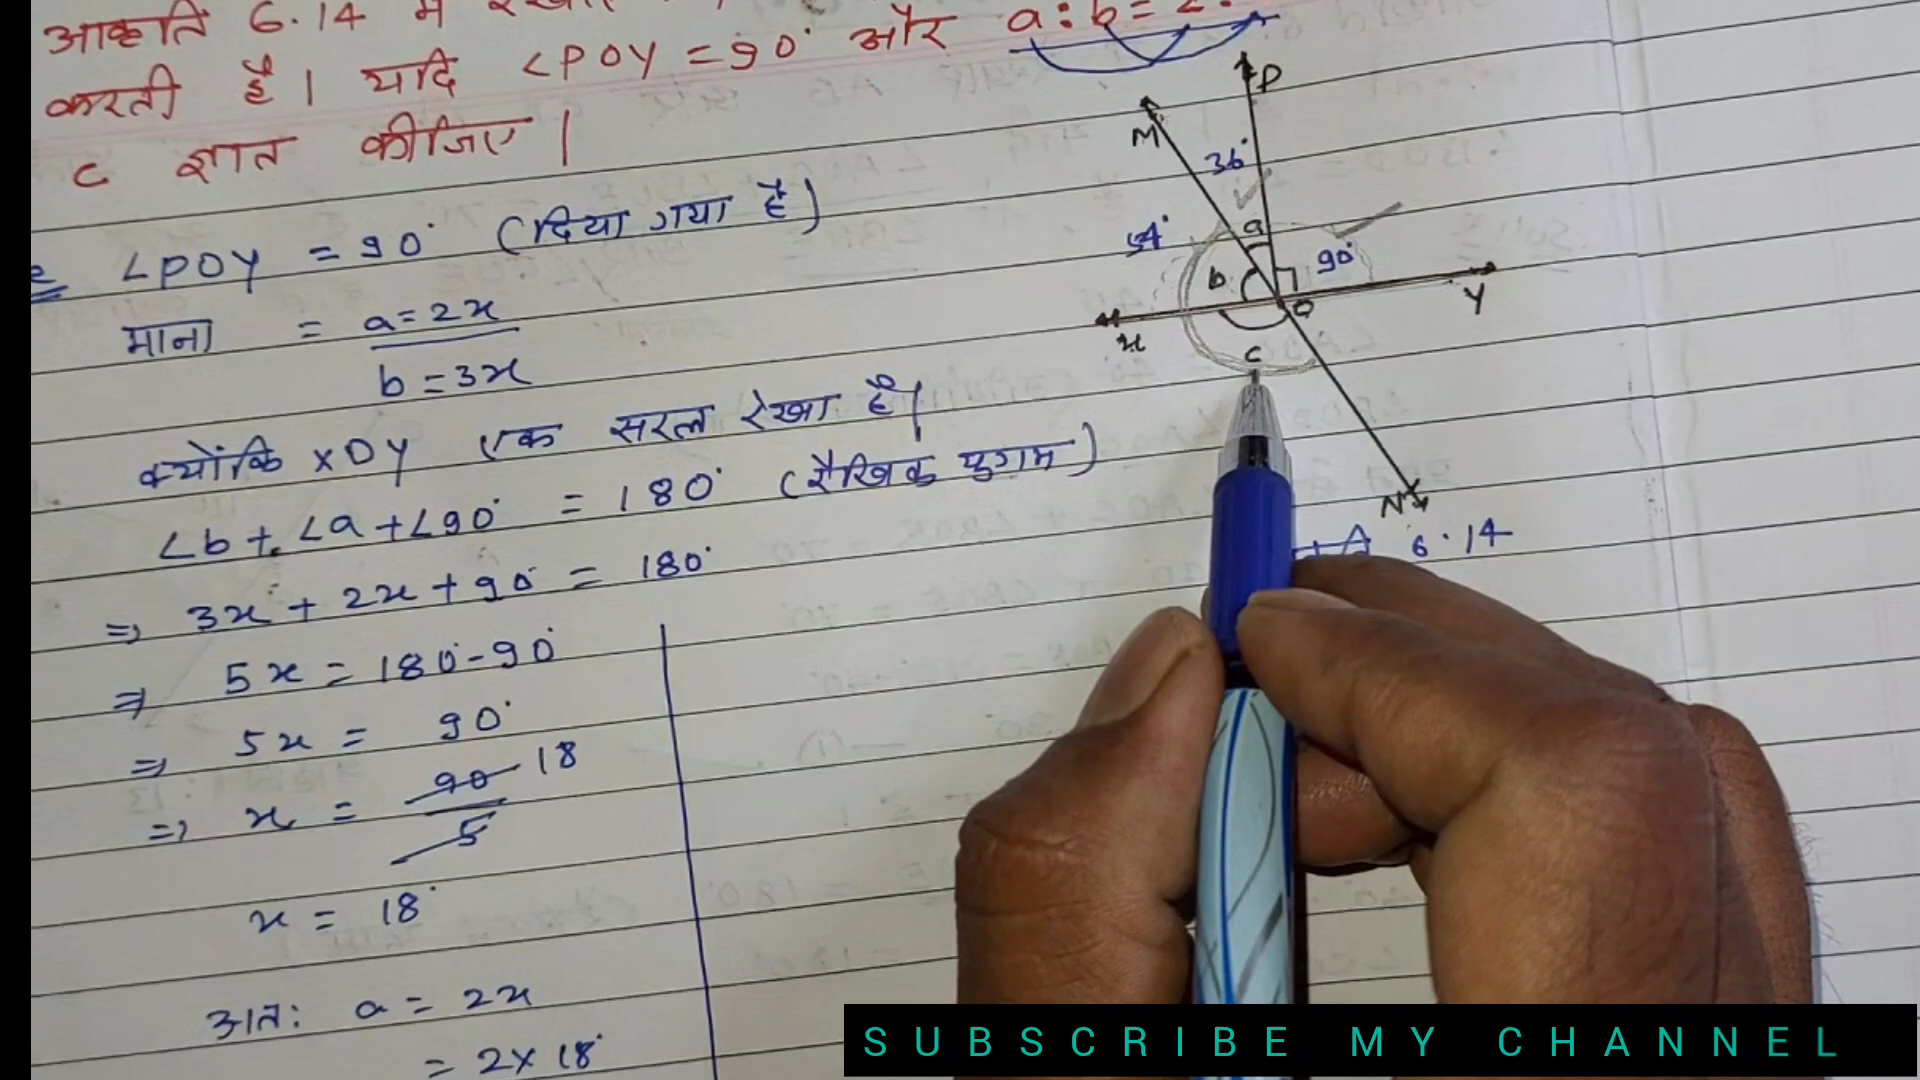 आकृति 6.14 में
करती है। यदि ∠POY = 90° और a:b = 2:
c ज्ञात कीजिए।
∠POY = 90° (दिया गया है)
माना = a = 2x
b = 3x
क्योंकि XOY एक सरल रेखा है।
∠b + ∠a + ∠90° = 180° (रैखिक युगम)
⇒ 3x + 2x + 90° = 180°
⇒ 5x = 180° - 90°
⇒ 5x = 90°
⇒ x = 90/5 18
x = 18°
अतः a = 2x
= 2 × 18°
P
M
36°
a
54°
b
90°
O
Y
x
c
N
6.14
SUBSCRIBE MY CHANNEL